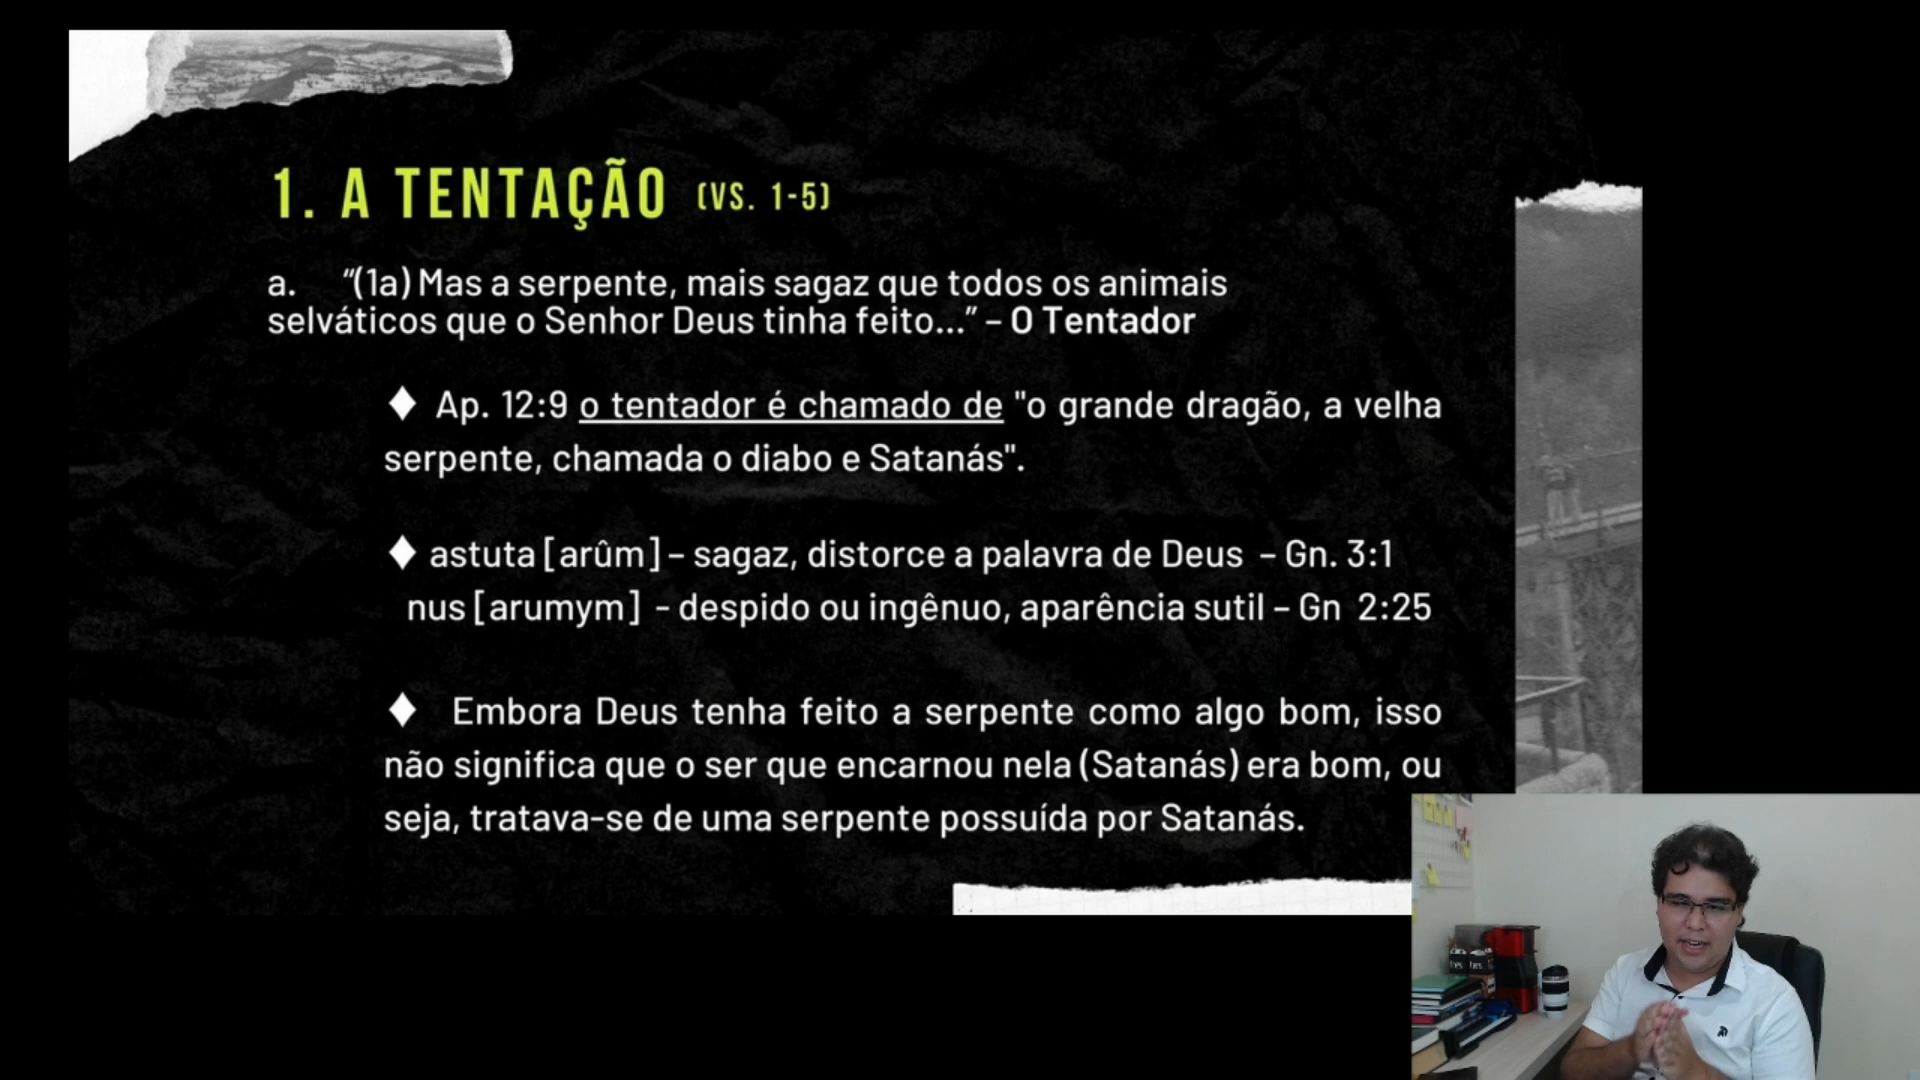 1. A TENTAÇÃO (VS. 1-5)
a. “(1a) Mas a serpente, mais sagaz que todos os animais
selváticos que o Senhor Deus tinha feito...” – O Tentador
♦ Ap. 12:9 o tentador é chamado de "o grande dragão, a velha
serpente, chamada o diabo e Satanás".
♦ astuta [arûm] – sagaz, distorce a palavra de Deus – Gn. 3:1
nus [arumym] - despido ou ingênuo, aparência sutil – Gn 2:25
♦ Embora Deus tenha feito a serpente como algo bom, isso
não significa que o ser que encarnou nela (Satanás) era bom, ou
seja, tratava-se de uma serpente possuída por Satanás.